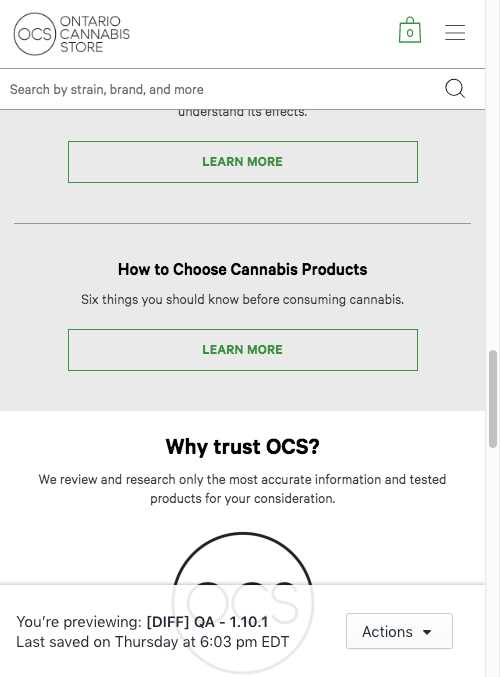 OCS
ONTARIO
CANNABIS
STORE
0
Search by strain, brand, and more
understand its effects.
LEARN MORE
How to Choose Cannabis Products
Six things you should know before consuming cannabis.
LEARN MORE
Why trust OCS?
We review and research only the most accurate information and tested
products for your consideration.
OCS
You're previewing: [DIFF] QA - 1.10.1
Last saved on Thursday at 6:03 pm EDT
Actions